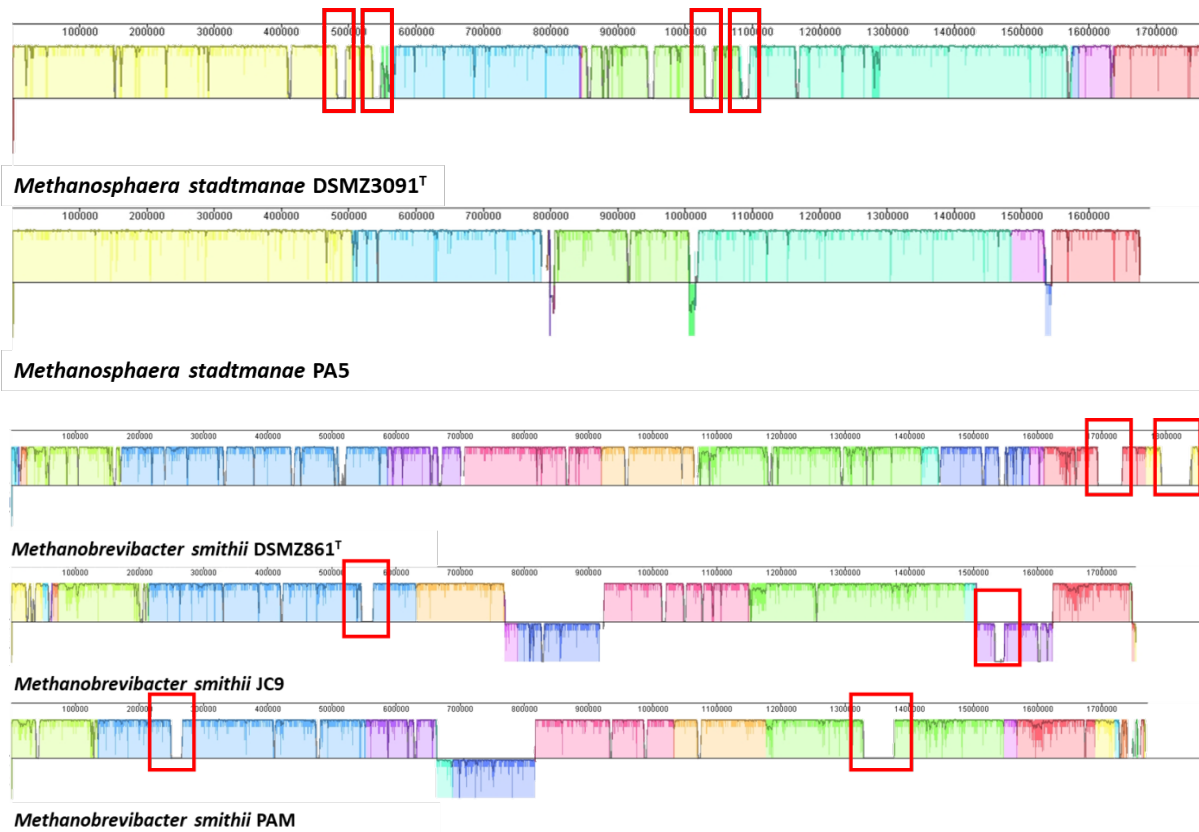 100000 200000 300000 400000 500000 600000 700000 800000 900000 1000000 1100000 1200000 1300000 1400000 1500000 1600000 1700000
Methanosphaera stadtmanae DSMZ3091ᵀ
100000 200000 300000 400000 500000 600000 700000 800000 900000 1000000 1100000 1200000 1300000 1400000 1500000 1600000
Methanosphaera stadtmanae PA5
100000 200000 300000 400000 500000 600000 700000 800000 900000 1000000 1100000 1200000 1300000 1400000 1500000 1600000 1700000 1800000
Methanobrevibacter smithii DSMZ861ᵀ
100000 200000 300000 400000 500000 600000 700000 800000 900000 1000000 1100000 1200000 1300000 1400000 1500000 1600000 1700000
Methanobrevibacter smithii JC9
100000 200000 300000 400000 500000 600000 700000 800000 900000 1000000 1100000 1200000 1300000 1400000 1500000 1600000 1700000
Methanobrevibacter smithii PAM